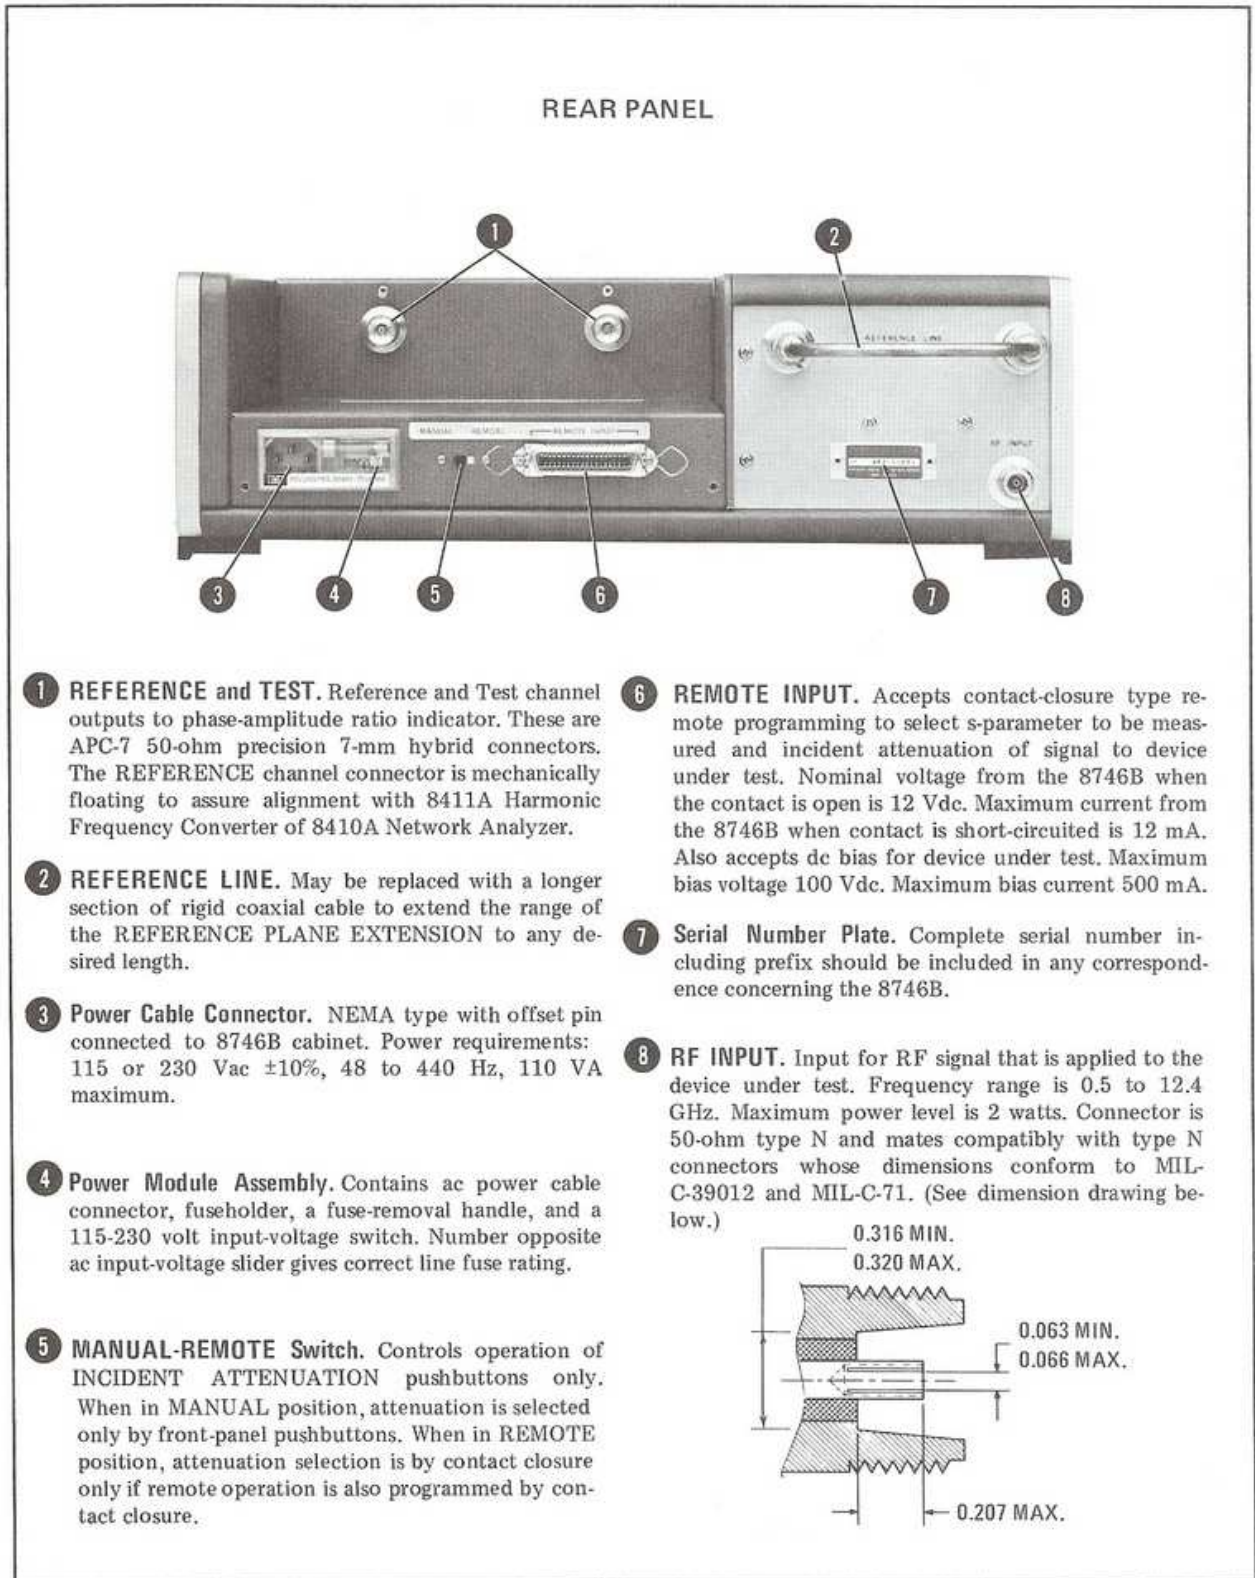 REAR PANEL
1
2
REFERENCE LINE
MANUAL REMOTE REMOTE INPUT
RF INPUT
3
4
5
6
7
8
1 REFERENCE and TEST. Reference and Test channel
outputs to phase-amplitude ratio indicator. These are
APC-7 50-ohm precision 7-mm hybrid connectors.
The REFERENCE channel connector is mechanically
floating to assure alignment with 8411A Harmonic
Frequency Converter of 8410A Network Analyzer.
2 REFERENCE LINE. May be replaced with a longer
section of rigid coaxial cable to extend the range of
the REFERENCE PLANE EXTENSION to any de-
sired length.
3 Power Cable Connector. NEMA type with offset pin
connected to 8746B cabinet. Power requirements:
115 or 230 Vac ±10%, 48 to 440 Hz, 110 VA
maximum.
4 Power Module Assembly. Contains ac power cable
connector, fuseholder, a fuse-removal handle, and a
115-230 volt input-voltage switch. Number opposite
ac input-voltage slider gives correct line fuse rating.
5 MANUAL-REMOTE Switch. Controls operation of
INCIDENT ATTENUATION pushbuttons only.
When in MANUAL position, attenuation is selected
only by front-panel pushbuttons. When in REMOTE
position, attenuation selection is by contact closure
only if remote operation is also programmed by con-
tact closure.
6 REMOTE INPUT. Accepts contact-closure type re-
mote programming to select s-parameter to be meas-
ured and incident attenuation of signal to device
under test. Nominal voltage from the 8746B when
the contact is open is 12 Vdc. Maximum current from
the 8746B when contact is short-circuited is 12 mA.
Also accepts dc bias for device under test. Maximum
bias voltage 100 Vdc. Maximum bias current 500 mA.
7 Serial Number Plate. Complete serial number in-
cluding prefix should be included in any correspond-
ence concerning the 8746B.
8 RF INPUT. Input for RF signal that is applied to the
device under test. Frequency range is 0.5 to 12.4
GHz. Maximum power level is 2 watts. Connector is
50-ohm type N and mates compatibly with type N
connectors whose dimensions conform to MIL-
C-39012 and MIL-C-71. (See dimension drawing be-
low.)
0.316 MIN.
0.320 MAX.
0.063 MIN.
0.066 MAX.
0.207 MAX.